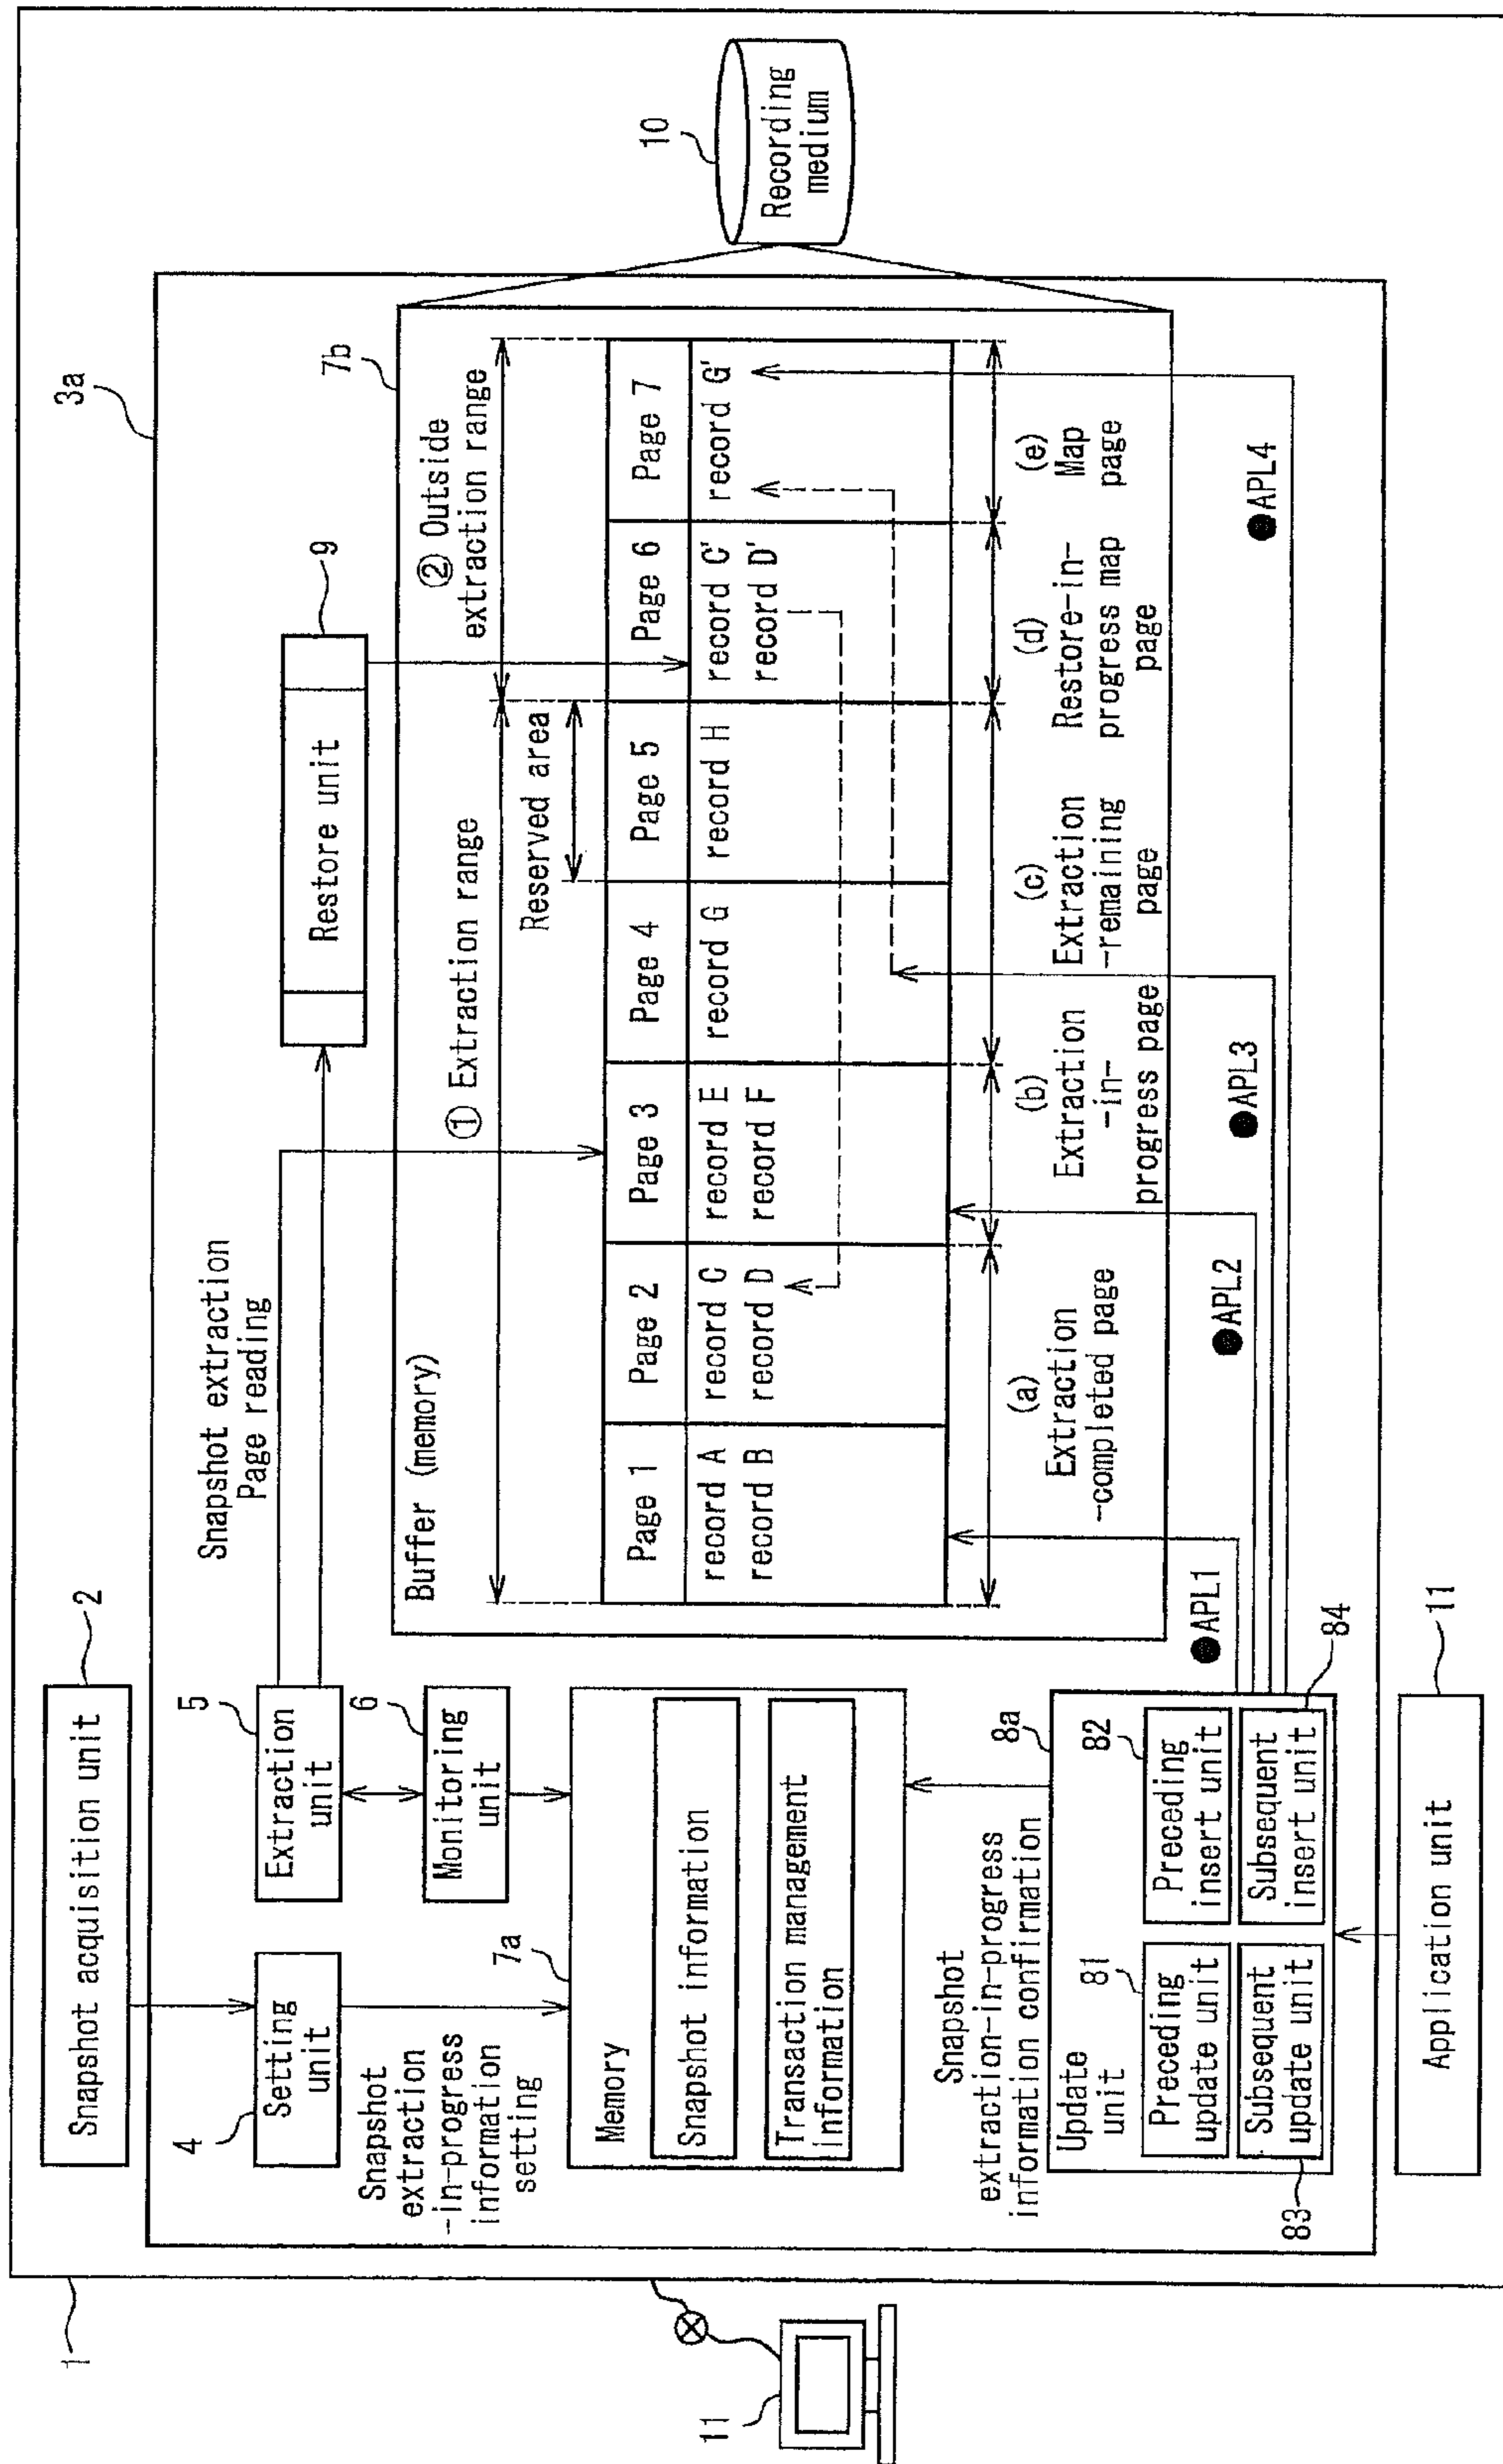 1
11
Snapshot acquisition unit
2
3a
4
Setting
unit
Extraction
unit
5
Monitoring
unit
6
Snapshot
extraction
-in-progress
information
setting
7a
Memory
Snapshot information
Transaction management
information
Snapshot
extraction-in-progress
information confirmation
8a
Update
unit
81
82
Preceding
update unit
Preceding
insert unit
Subsequent
update unit
Subsequent
insert unit
83
84
Application unit
11
Snapshot extraction
Page reading
Restore unit
9
7b
Buffer (memory)
① Extraction range
② Outside
extraction range
Reserved area
Page 1
Page 2
Page 3
Page 4
Page 5
Page 6
Page 7
record A
record B
record C
record D
record E
record F
record G
record H
record C'
record D'
record G'
(a)
Extraction
-completed page
(b)
Extraction
-in-
progress page
(c)
Extraction
-remaining
page
(d)
Restore-in-
progress map
page
(e)
Map
page
●APL1
●APL2
●APL3
●APL4
10
Recording
medium